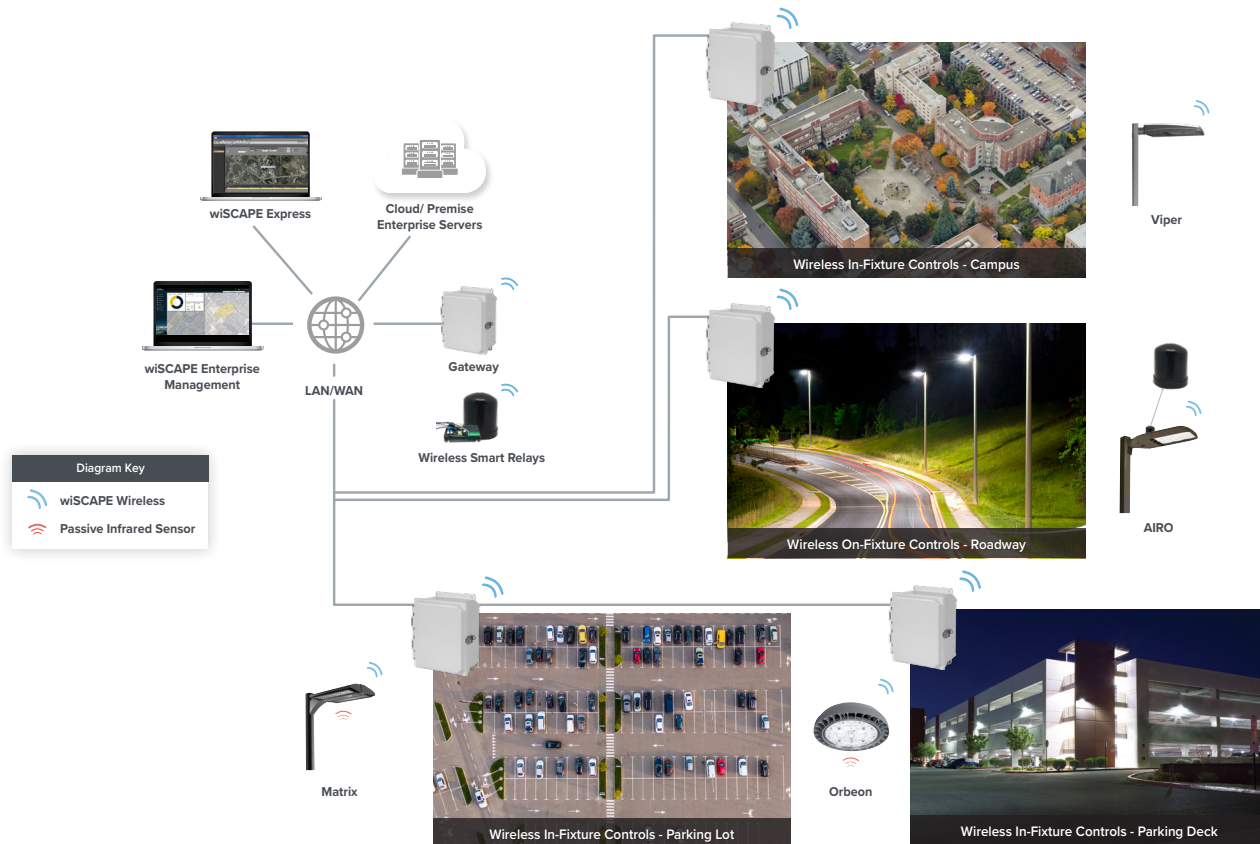 wiSCAPE Express
Cloud/ Premise
Enterprise Servers
wiSCAPE Enterprise
Management
LAN/WAN
Gateway
Wireless Smart Relays
Diagram Key
wiSCAPE Wireless
Passive Infrared Sensor
Wireless In-Fixture Controls - Campus
Viper
Wireless On-Fixture Controls - Roadway
AIRO
Matrix
Wireless In-Fixture Controls - Parking Lot
Orbeon
Wireless In-Fixture Controls - Parking Deck